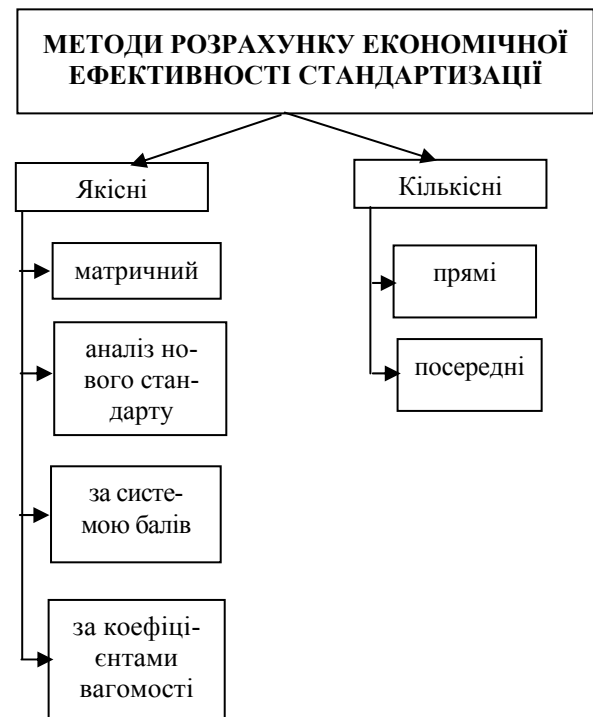 МЕТОДИ РОЗРАХУНКУ ЕКОНОМІЧНОЇ
ЕФЕКТИВНОСТІ СТАНДАРТИЗАЦІЇ
Якісні
матричний
аналіз но-
вого стан-
дарту
за систе-
мою балів
за коефіці-
єнтами
вагомості
Кількісні
прямі
посередні